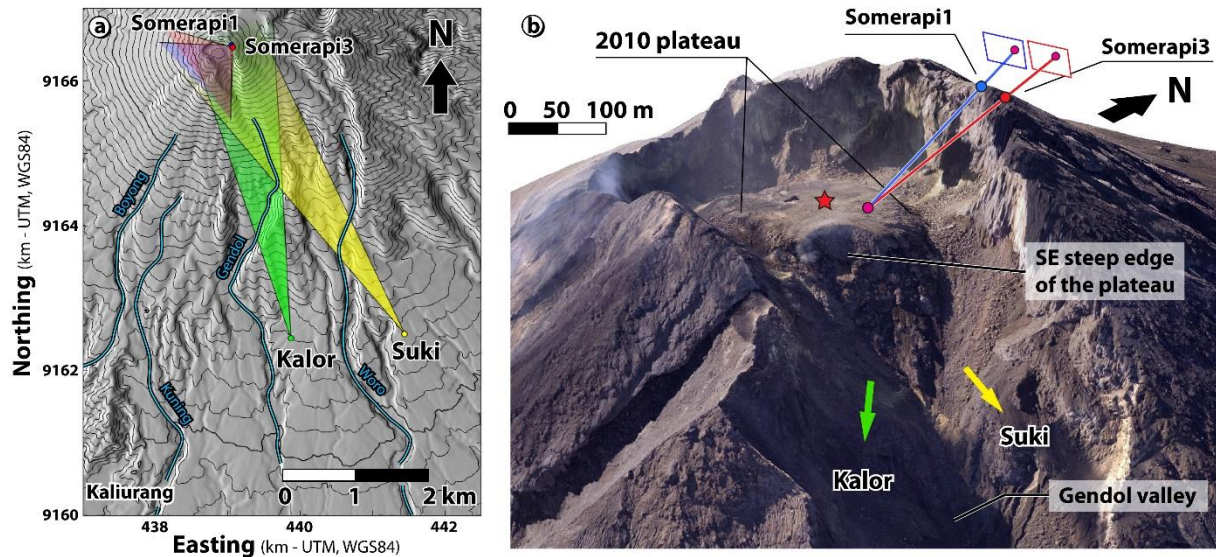 a
Somerapi1
Somerapi3
N
9166
9164
9162
9160
Northing (km - UTM, WGS84)
Boyong
Kuning
Gendol
Woro
Kalor
Suki
Kaliurang
0 1 2 km
438 440 442
Easting (km - UTM, WGS84)
b
2010 plateau
Somerapi1
Somerapi3
0 50 100 m
N
SE steep edge
of the plateau
Suki
Kalor
Gendol valley